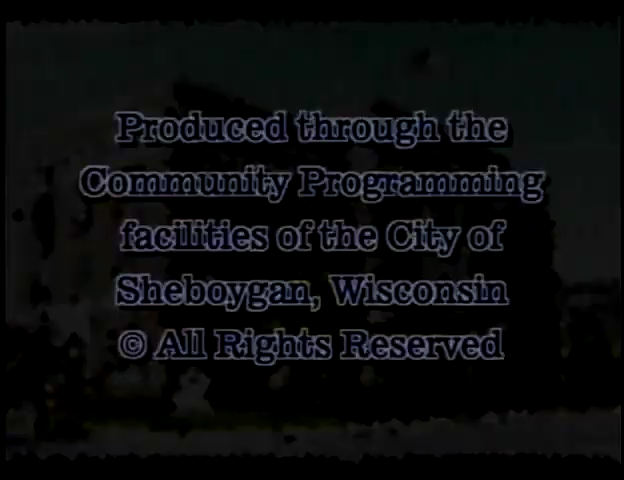 Produced through the
Community Programming
facilities of the City of
Sheboygan, Wisconsin
© All Rights Reserved